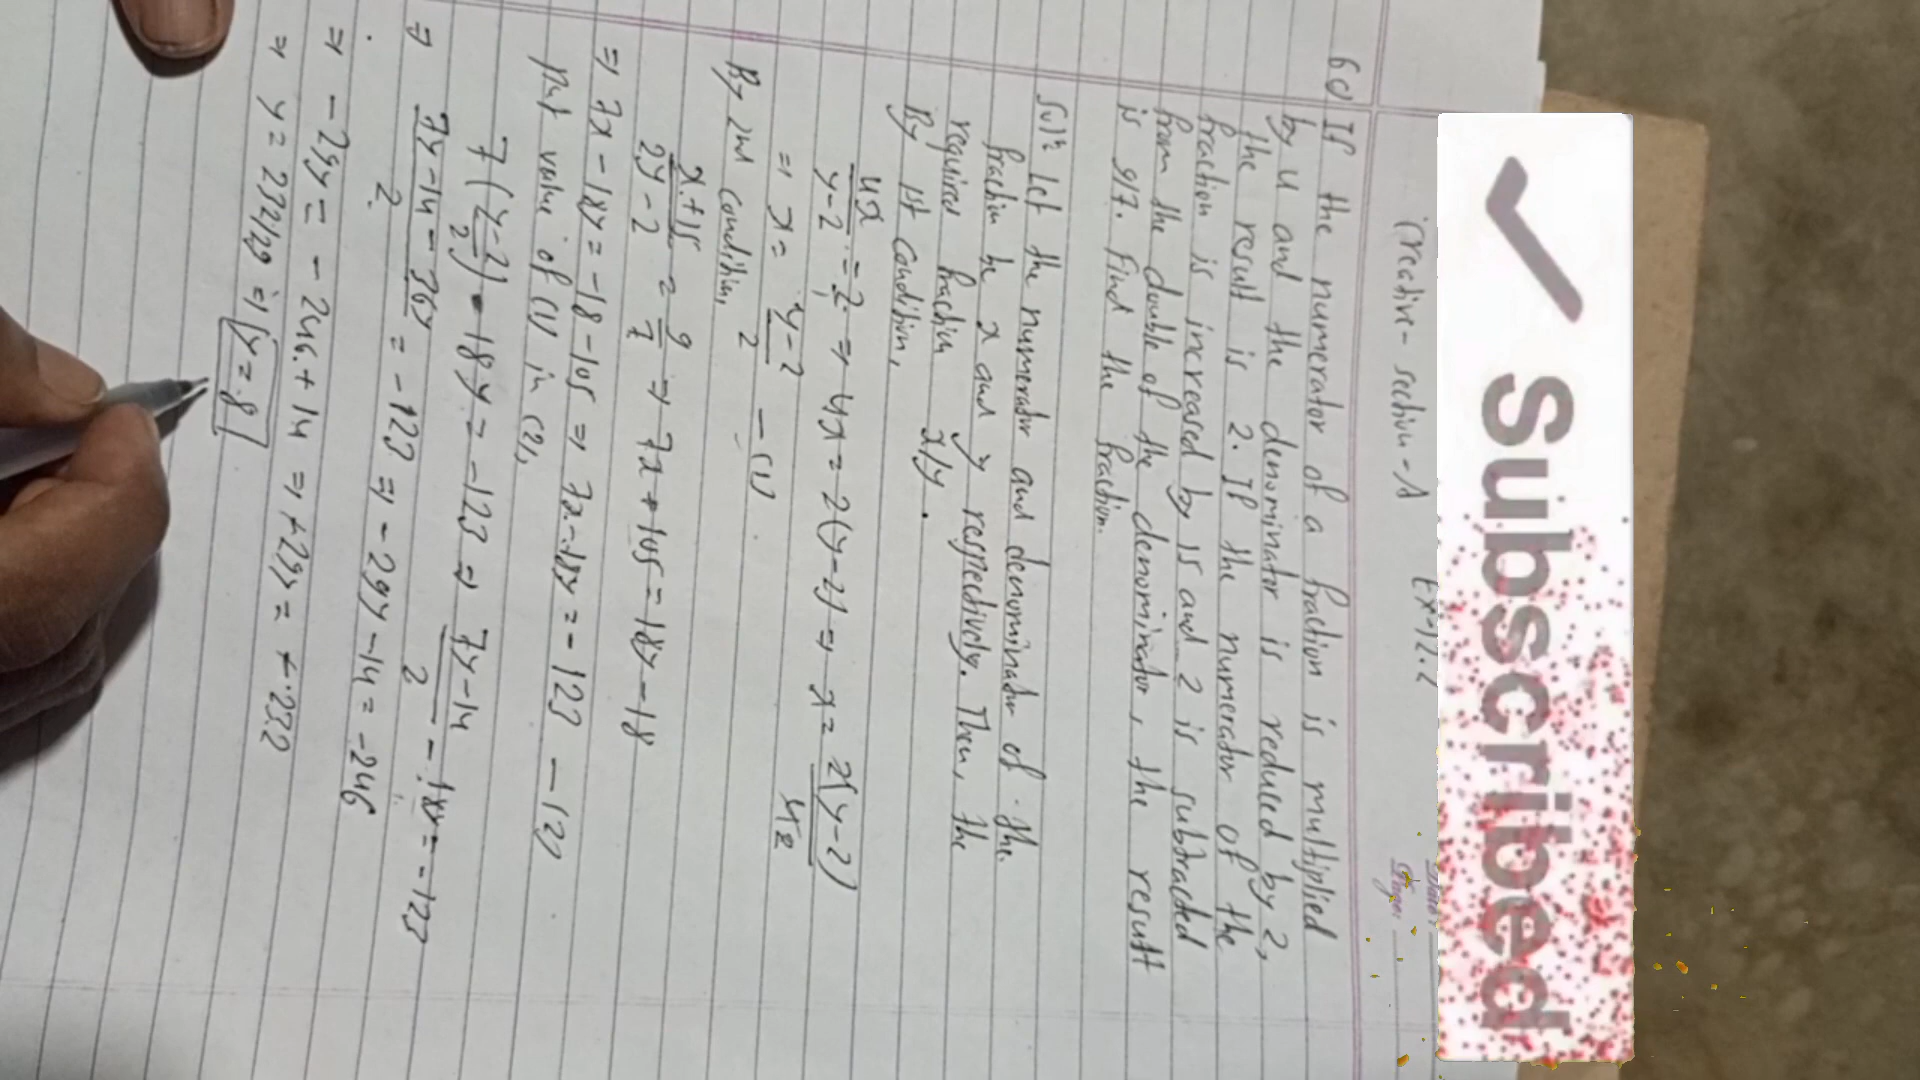 ✓ Subscribed
Creative-section-A Ex-12.2
6c) If the numerator of a fraction is multiplied
by 4 and the denominator is reduced by 2,
the result is 2. If the numerator of the
fraction is increased by 15 and 2 is subtracted
from the double of the denominator, the result
is 9/7. Find the fraction.
Solⁿ: Let the numerator and denominator of the
fraction be x and y respectively. Then, the
required fraction x/y.
By 1st condition,
4x/y-2 = 2 ⇒ 4x = 2(y-2) ⇒ x = 2(y-2)/4 2
⇒ x = y-2/2 — (1)
By 2nd condition,
x+15/2y-2 = 9/7 ⇒ 7x + 105 = 18y - 18
⇒ 7x - 18y = -18 - 105 ⇒ 7x - 18y = -123 — (2)
Put value of (1) in (2),
7(y-2/2) - 18y = -123 ⇒ 7y-14/2 - 18y = -123
⇒ 7y-14-36y/2 = -123 ⇒ -29y - 14 = -246
⇒ -29y = -246 + 14 ⇒ +29y = +232
⇒ y = 232/29 ⇒ y = 8